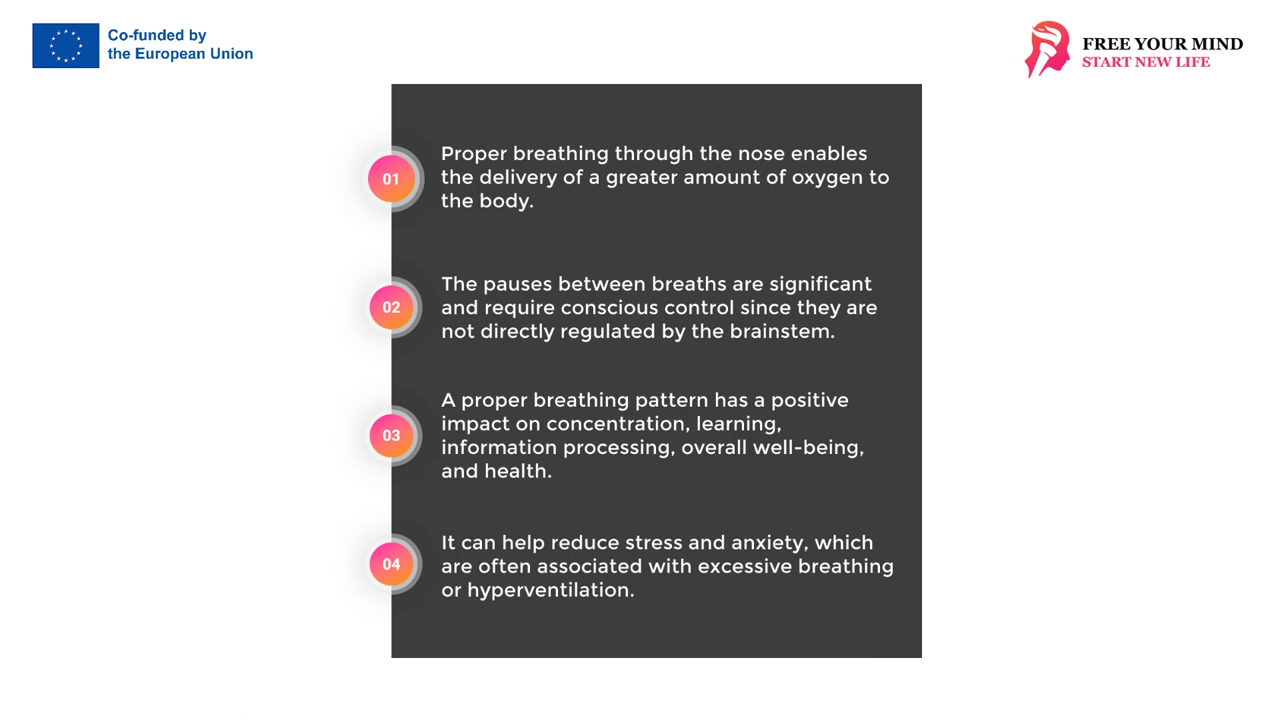 Co-funded by
the European Union
FREE YOUR MIND
START NEW LIFE
01
Proper breathing through the nose enables
the delivery of a greater amount of oxygen to
the body.
02
The pauses between breaths are significant
and require conscious control since they are
not directly regulated by the brainstem.
03
A proper breathing pattern has a positive
impact on concentration, learning,
information processing, overall well-being,
and health.
04
It can help reduce stress and anxiety, which
are often associated with excessive breathing
or hyperventilation.